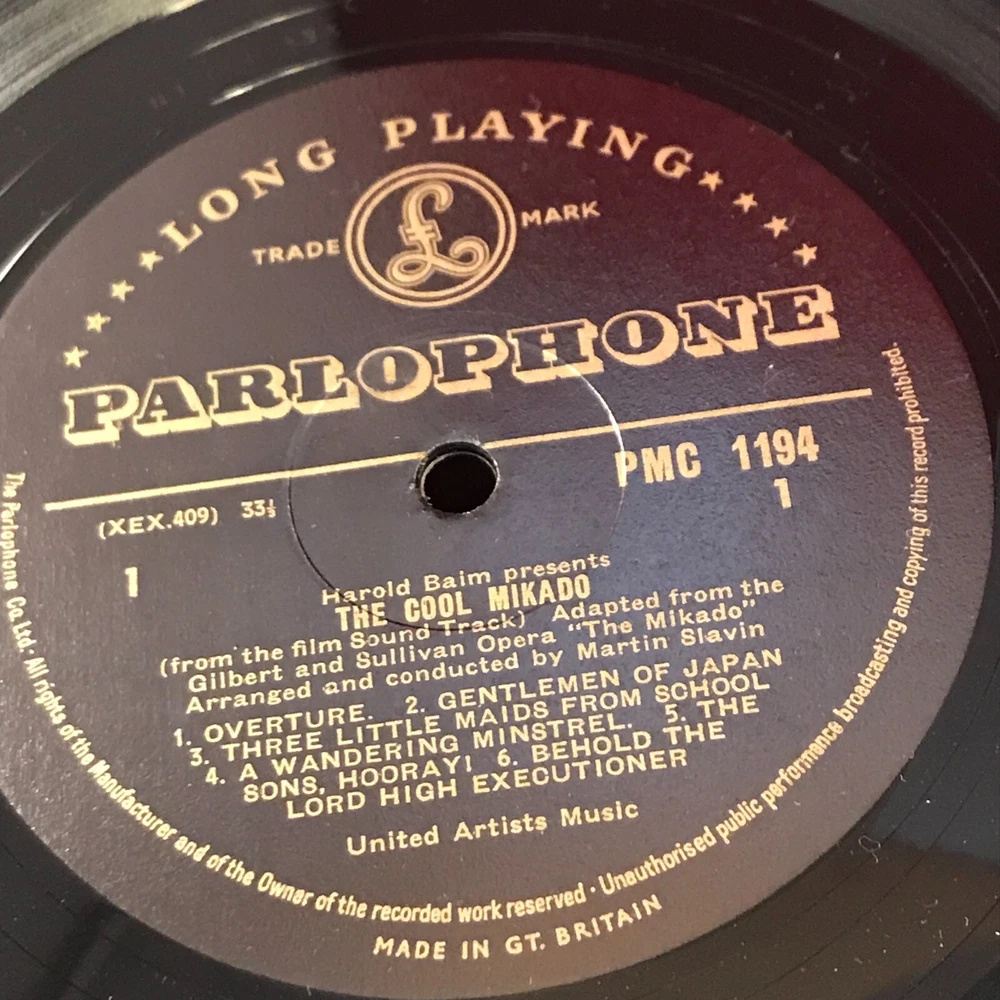 ★★★★ LONG PLAYING ★★★★
TRADE £ MARK
PARLOPHONE
PMC 1194
1
(XEX.409) 33⅓
1
Harold Baim presents
THE COOL MIKADO
(from the film Sound Track) Adapted from the
Gilbert and Sullivan Opera "The Mikado"
Arranged and conducted by Martin Slavin
1. OVERTURE. 2. GENTLEMEN OF JAPAN
3. THREE LITTLE MAIDS FROM SCHOOL
4. A WANDERING MINSTREL. 5. THE
SONS, HOORAY! 6. BEHOLD THE
LORD HIGH EXECUTIONER
United Artists Music
The Parlophone Co. Ltd · All rights of the Manufacturer and of the Owner of the recorded work reserved · Unauthorised public performance broadcasting and copying of this record prohibited.
MADE IN GT. BRITAIN